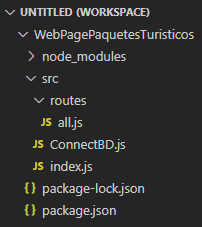 UNTITLED (WORKSPACE)
WebPagePaquetesTuristicos
node_modules
src
routes
JS all.js
JS ConnectBD.js
JS index.js
{} package-lock.json
{} package.json